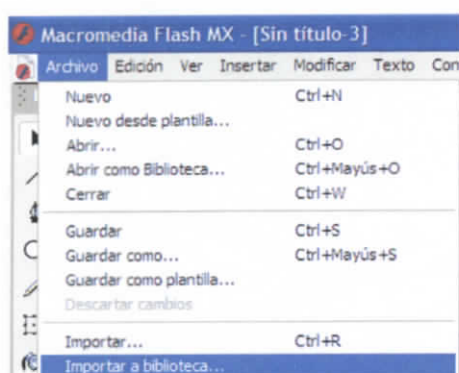 Macromedia Flash MX - [Sin título-3]
Archivo Edición Ver Insertar Modificar Texto Con
Nuevo Ctrl+N
Nuevo desde plantilla...
Abrir... Ctrl+O
Abrir como Biblioteca... Ctrl+Mayús+O
Cerrar Ctrl+W
Guardar Ctrl+S
Guardar como... Ctrl+Mayús+S
Guardar como plantilla...
Descartar cambios
Importar... Ctrl+R
Importar a biblioteca...